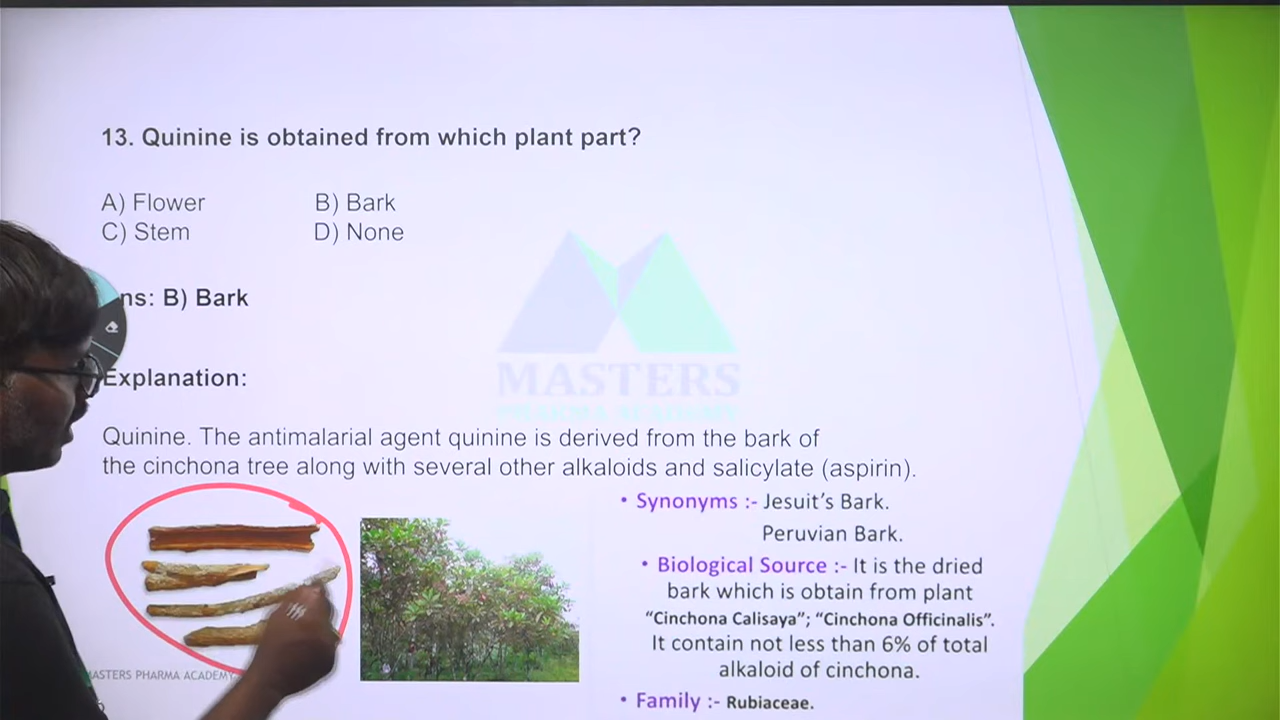 13. Quinine is obtained from which plant part?
A) Flower B) Bark
C) Stem D) None
ns: B) Bark
Explanation:
Quinine. The antimalarial agent quinine is derived from the bark of
the cinchona tree along with several other alkaloids and salicylate (aspirin).
• Synonyms :- Jesuit's Bark.
Peruvian Bark.
• Biological Source :- It is the dried
bark which is obtain from plant
“Cinchona Calisaya”; “Cinchona Officinalis”.
It contain not less than 6% of total
alkaloid of cinchona.
• Family :- Rubiaceae.
MASTERS
PHARMA ACADEMY
MASTERS PHARMA ACADEMY